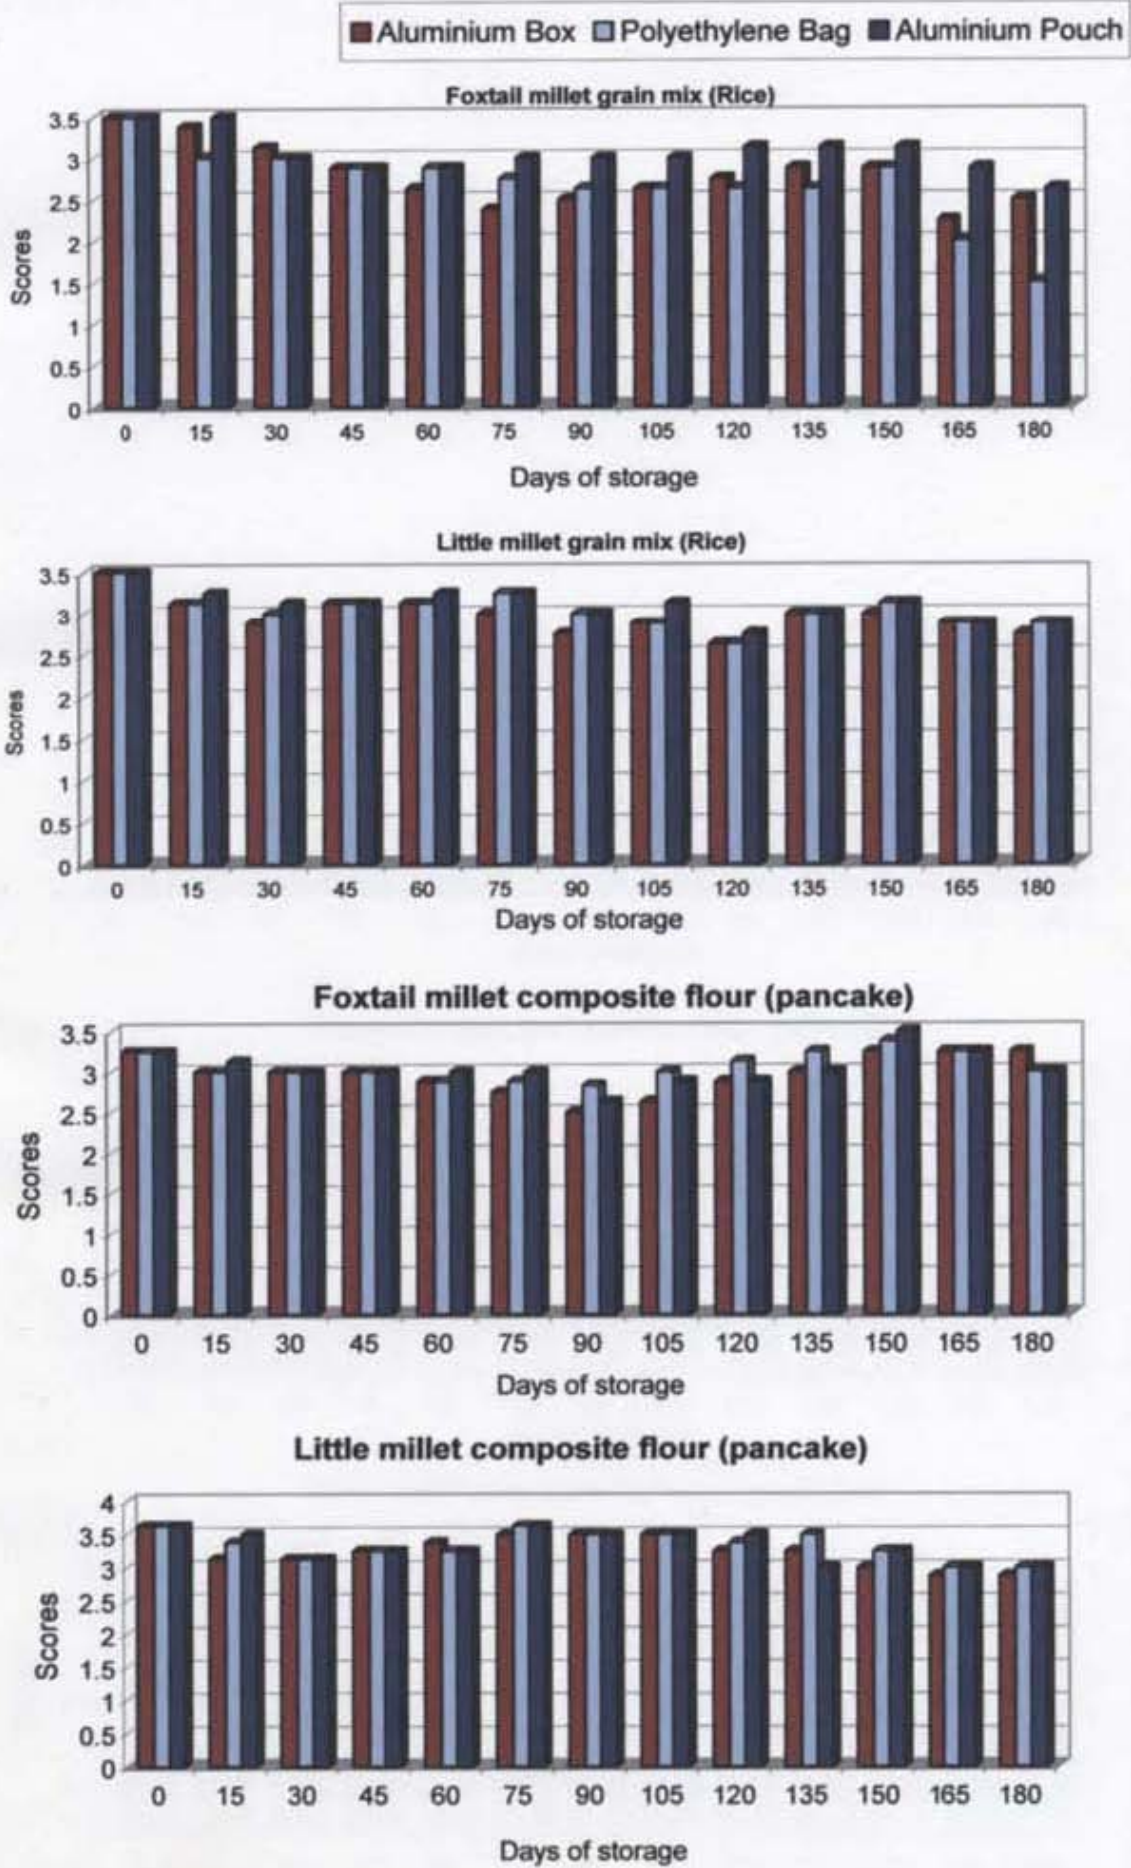 Aluminium Box Polyethylene Bag Aluminium Pouch
Foxtail millet grain mix (Rice)
3.5
3
2.5
2
1.5
1
0.5
0
Scores
0 15 30 45 60 75 90 105 120 135 150 165 180
Days of storage
Little millet grain mix (Rice)
3.5
3
2.5
2
1.5
1
0.5
0
Scores
0 15 30 45 60 75 90 105 120 135 150 165 180
Days of storage
Foxtail millet composite flour (pancake)
3.5
3
2.5
2
1.5
1
0.5
0
Scores
0 15 30 45 60 75 90 105 120 135 150 165 180
Days of storage
Little millet composite flour (pancake)
4
3.5
3
2.5
2
1.5
1
0.5
0
Scores
0 15 30 45 60 75 90 105 120 135 150 165 180
Days of storage